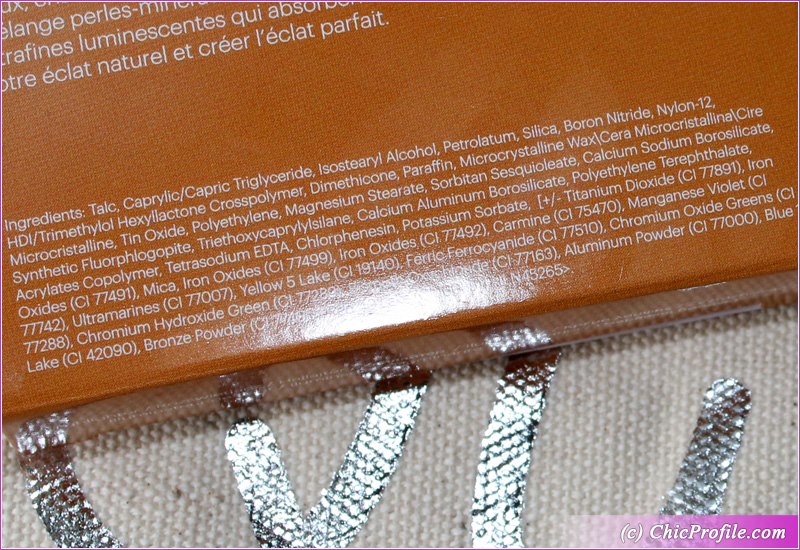 élange
trafines luminescentes qui absorben
otre éclat naturel et créer l'éclat parfait.
Ingredients: Talc, Caprylic/Capric Triglyceride, Isostearyl Alcohol, Petrolatum, Silica, Boron Nitride, Nylon-12,
HDI/Trimethylol Hexyllactone Crosspolymer, Dimethicone, Paraffin, Microcrystalline Wax\Cera Microcristallina\Cire
Microcristalline, Tin Oxide, Polyethylene, Magnesium Stearate, Sorbitan Sesquioleate, Calcium Sodium Borosilicate,
Synthetic Fluorphlogopite, Triethoxycaprylylsilane, Calcium Aluminum Borosilicate, Polyethylene Terephthalate,
Acrylates Copolymer, Tetrasodium EDTA, Chlorphenesin, Potassium Sorbate, [+/- Titanium Dioxide (CI 77891), Iron
Oxides (CI 77491), Mica, Iron Oxides (CI 77499), Iron Oxides (CI 77492), Carmine (CI 75470), Manganese Violet (CI
77742), Ultramarines (CI 77007), Yellow 5 Lake (CI 19140), Ferric Ferrocyanide (CI 77510), Chromium Oxide Greens (CI
77288), Chromium Hydroxide Green (CI (CI 77163), Aluminum Powder (CI 77000), Blue 1
Lake (CI 42090), Bronze Powder (CI N45265>
(c) ChicProfile.com